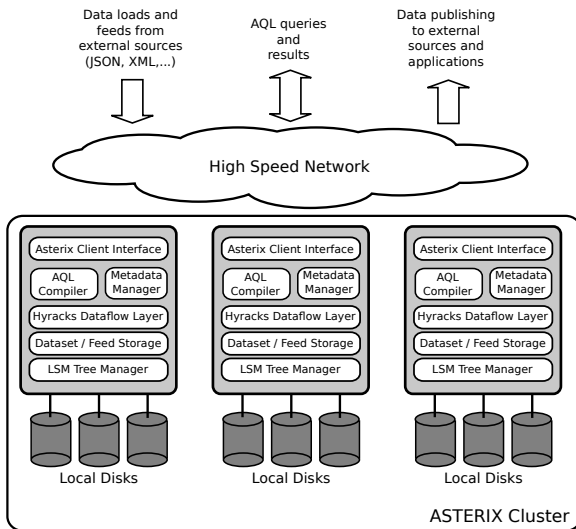 Data loads and
feeds from
external sources
(JSON, XML,...)
AQL queries
and
results
Data publishing
to external
sources and
applications
High Speed Network
Asterix Client Interface
AQL
Compiler
Metadata
Manager
Hyracks Dataflow Layer
Dataset / Feed Storage
LSM Tree Manager
Local Disks
Asterix Client Interface
AQL
Compiler
Metadata
Manager
Hyracks Dataflow Layer
Dataset / Feed Storage
LSM Tree Manager
Local Disks
Asterix Client Interface
AQL
Compiler
Metadata
Manager
Hyracks Dataflow Layer
Dataset / Feed Storage
LSM Tree Manager
Local Disks
ASTERIX Cluster